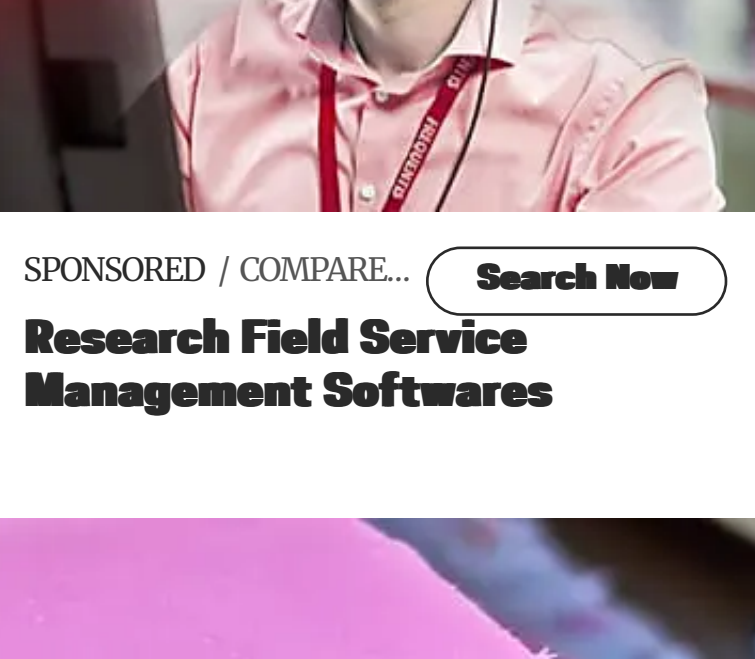 SPONSORED / COMPARE...
Search Now
Research Field Service
Management Softwares